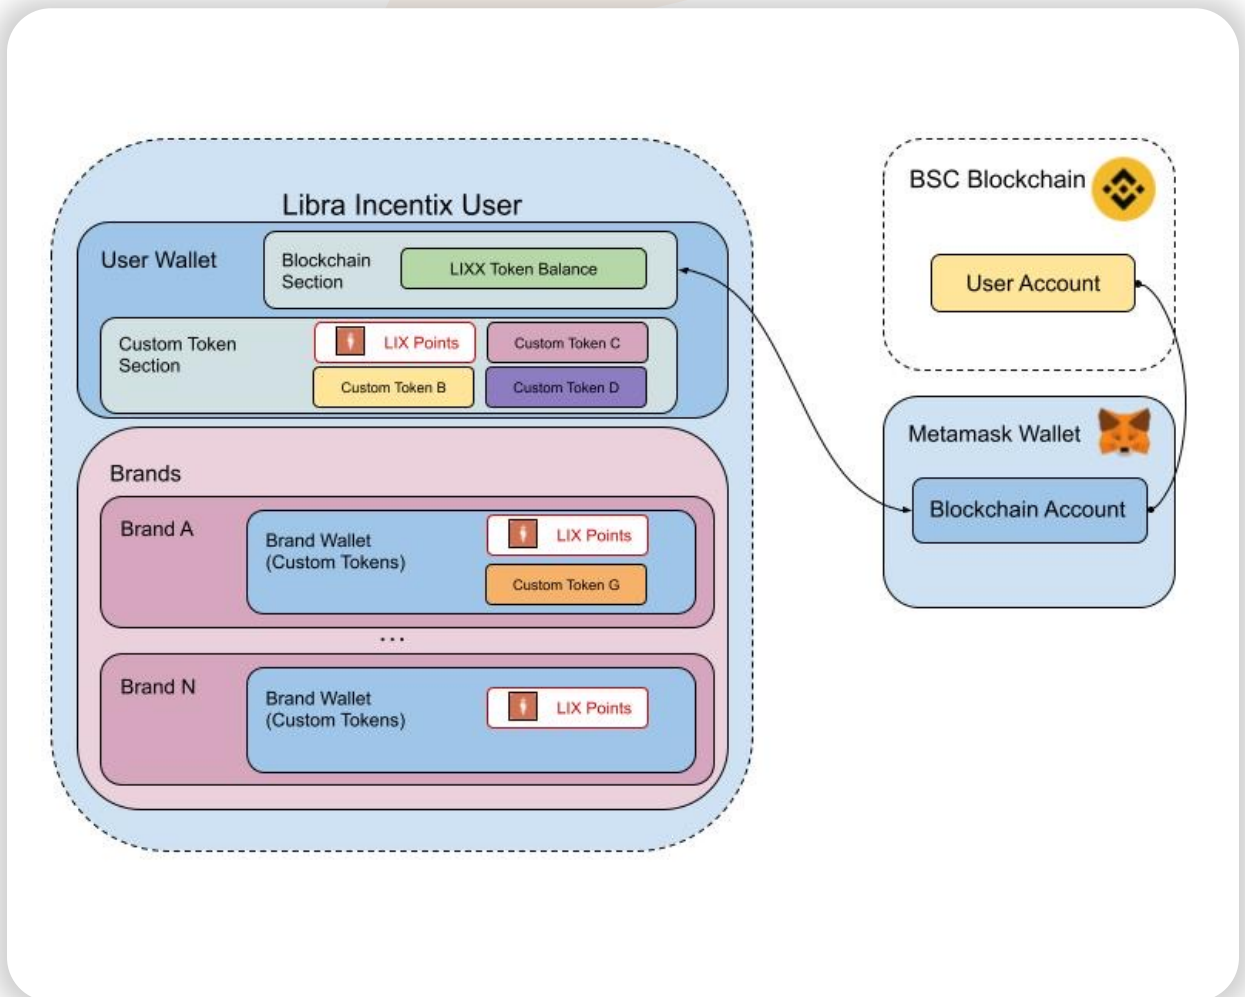 Libra Incentix User
User Wallet
Blockchain
Section
LIXX Token Balance
Custom Token
Section
LIX Points
Custom Token C
Custom Token B
Custom Token D
Brands
Brand A
Brand Wallet
(Custom Tokens)
LIX Points
Custom Token G
...
Brand N
Brand Wallet
(Custom Tokens)
LIX Points
BSC Blockchain
User Account
Metamask Wallet
Blockchain Account